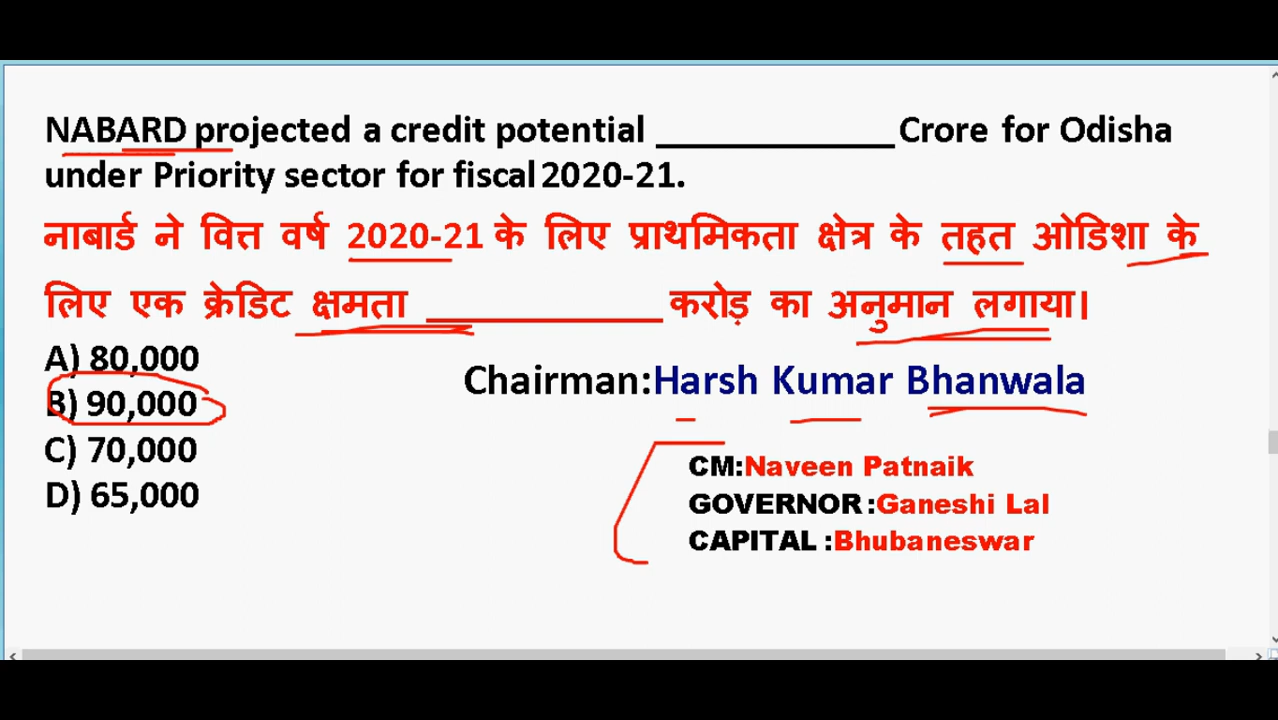 NABARD projected a credit potential _____________ Crore for Odisha
under Priority sector for fiscal 2020-21.
नाबार्ड ने वित्त वर्ष 2020-21 के लिए प्राथमिकता क्षेत्र के तहत ओडिशा के
लिए एक क्रेडिट क्षमता _____________ करोड़ का अनुमान लगाया।
A) 80,000
B) 90,000
C) 70,000
D) 65,000
Chairman:Harsh Kumar Bhanwala
CM:Naveen Patnaik
GOVERNOR :Ganeshi Lal
CAPITAL :Bhubaneswar